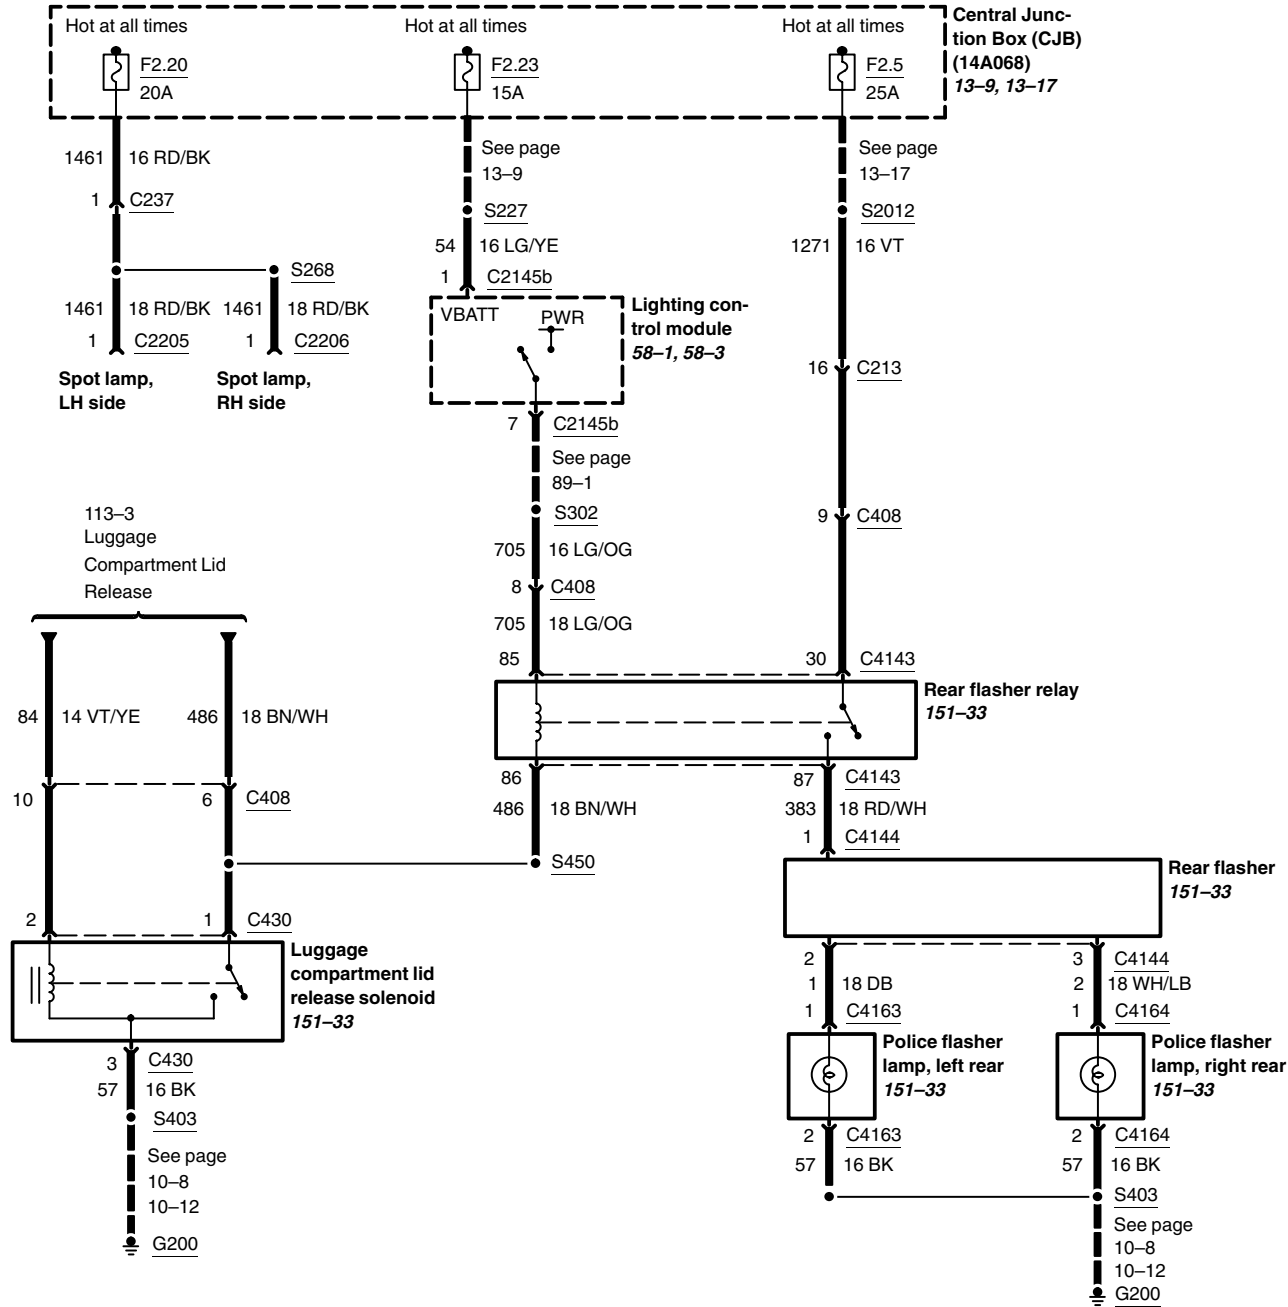 Hot at all times
Hot at all times
Hot at all times
Central Junc-
tion Box (CJB)
(14A068)
13–9, 13–17
F2.20
20A
F2.23
15A
F2.5
25A
1461 16 RD/BK
1 C237
See page
13–9
S227
See page
13–17
S2012
54 16 LG/YE
1 C2145b
1271 16 VT
S268
1461 18 RD/BK
1 C2205
Spot lamp,
LH side
1461 18 RD/BK
1 C2206
Spot lamp,
RH side
VBATT
PWR
Lighting con-
trol module
58–1, 58–3
16 C213
7 C2145b
See page
89–1
S302
705 16 LG/OG
8 C408
705 18 LG/OG
9 C408
113–3
Luggage
Compartment Lid
Release
85
30 C4143
Rear flasher relay
151–33
84 14 VT/YE
486 18 BN/WH
10
6 C408
86
486 18 BN/WH
S450
87 C4143
383 18 RD/WH
1 C4144
Rear flasher
151–33
2
1 C430
Luggage
compartment lid
release solenoid
151–33
2
1 18 DB
1 C4163
3 C4144
2 18 WH/LB
1 C4164
Police flasher
lamp, left rear
151–33
Police flasher
lamp, right rear
151–33
3 C430
57 16 BK
S403
See page
10–8
10–12
G200
2 C4163
57 16 BK
2 C4164
57 16 BK
S403
See page
10–8
10–12
G200